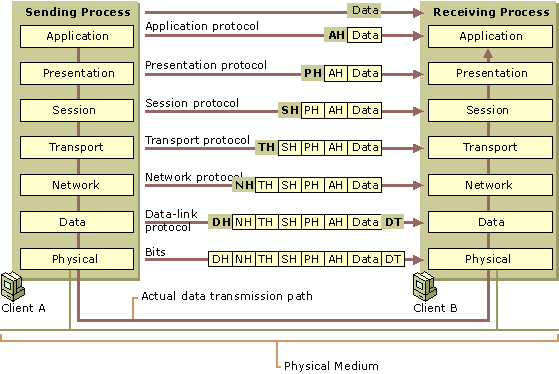 Sending Process Data Receiving Process
Application Application protocol AH Data Application
Presentation Presentation protocol PH AH Data Presentation
Session Session protocol SH PH AH Data Session
Transport Transport protocol TH SH PH AH Data Transport
Network Network protocol NH TH SH PH AH Data Network
Data Data-link protocol DH NH TH SH PH AH Data DT Data
Physical Bits DH NH TH SH PH AH Data DT Physical
Client A Actual data transmission path Client B
Physical Medium